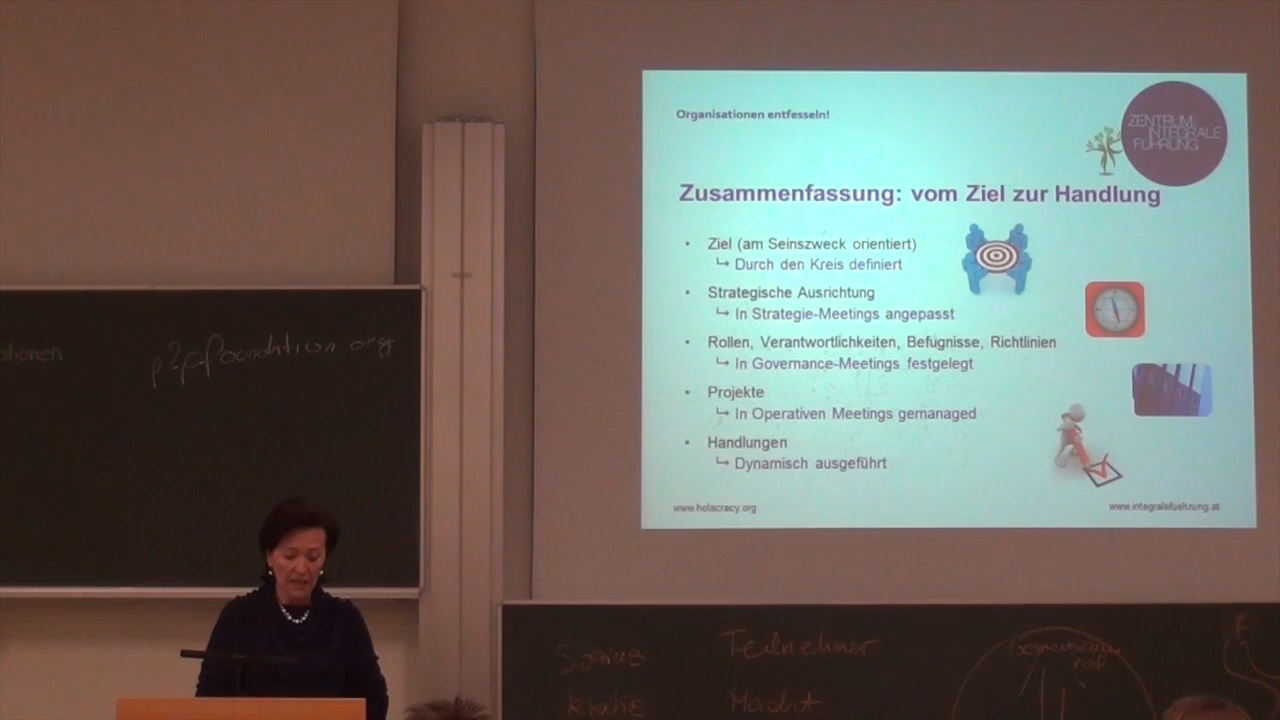 Organisationen entfesseln!
ZENTRUM
INTEGRALE
FÜHRUNG
Zusammenfassung: vom Ziel zur Handlung
• Ziel (am Seinszweck orientiert)
↳ Durch den Kreis definiert
• Strategische Ausrichtung
↳ In Strategie-Meetings angepasst
• Rollen, Verantwortlichkeiten, Befugnisse, Richtlinien
↳ In Governance-Meetings festgelegt
• Projekte
↳ In Operativen Meetings gemanaged
• Handlungen
↳ Dynamisch ausgeführt
www.holacracy.org
www.integralefuehrung.at
p2pfoundation.org
Teilnehmer
Macht